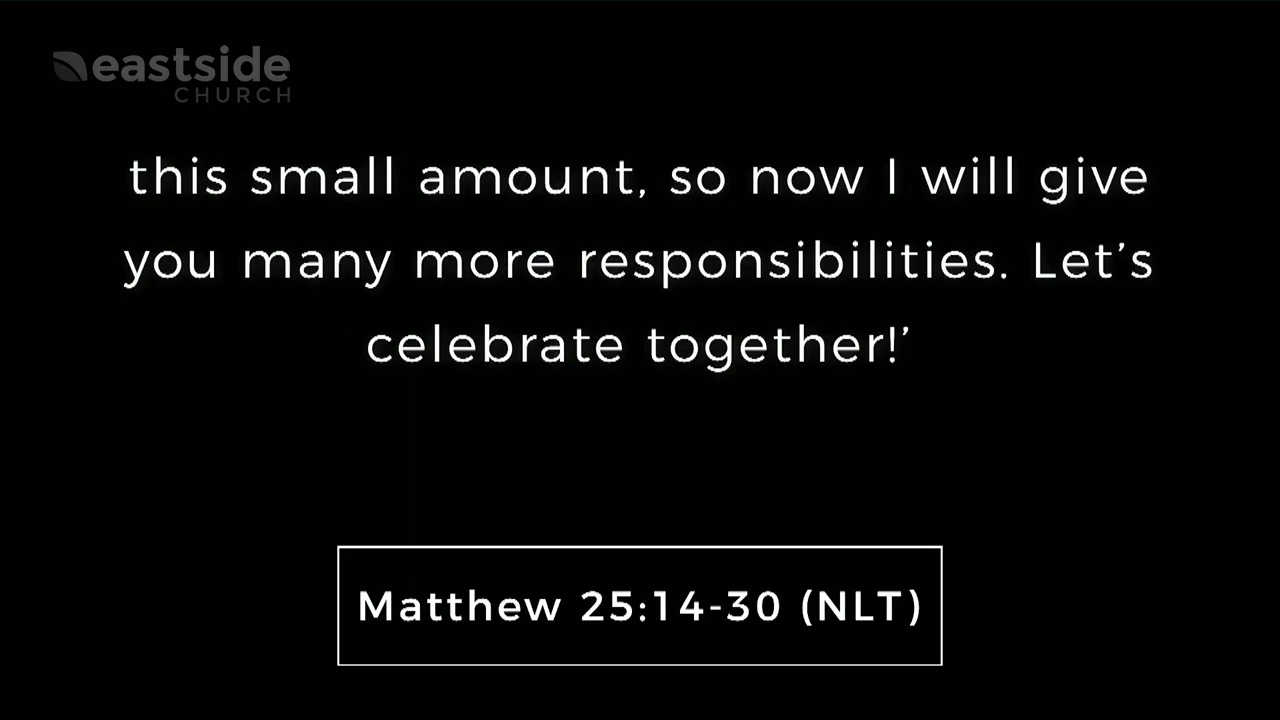 eastside
CHURCH
this small amount, so now I will give
you many more responsibilities. Let’s
celebrate together!’
Matthew 25:14-30 (NLT)